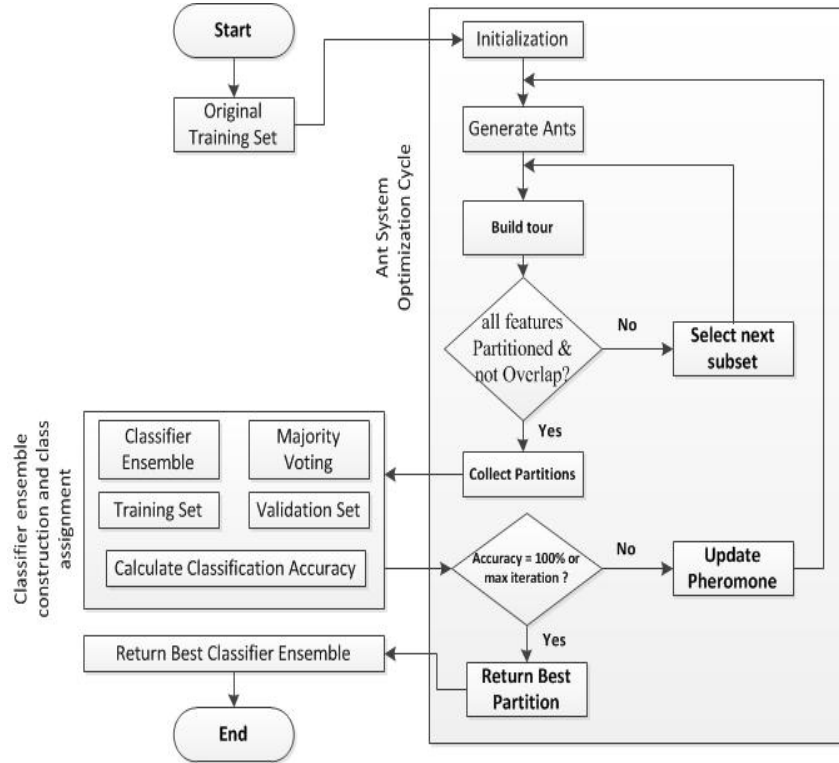 Start
Original
Training Set
Initialization
Generate Ants
Build tour
all features
Partitioned &
not Overlap?
No
Select next
subset
Yes
Collect Partitions
Ant System
Optimization Cycle
Classifier
Ensemble
Majority
Voting
Training Set
Validation Set
Calculate Classification Accuracy
Classifier ensemble
construction and class
assignment
Accuracy = 100% or
max iteration ?
No
Update
Pheromone
Yes
Return Best
Partition
Return Best Classifier Ensemble
End